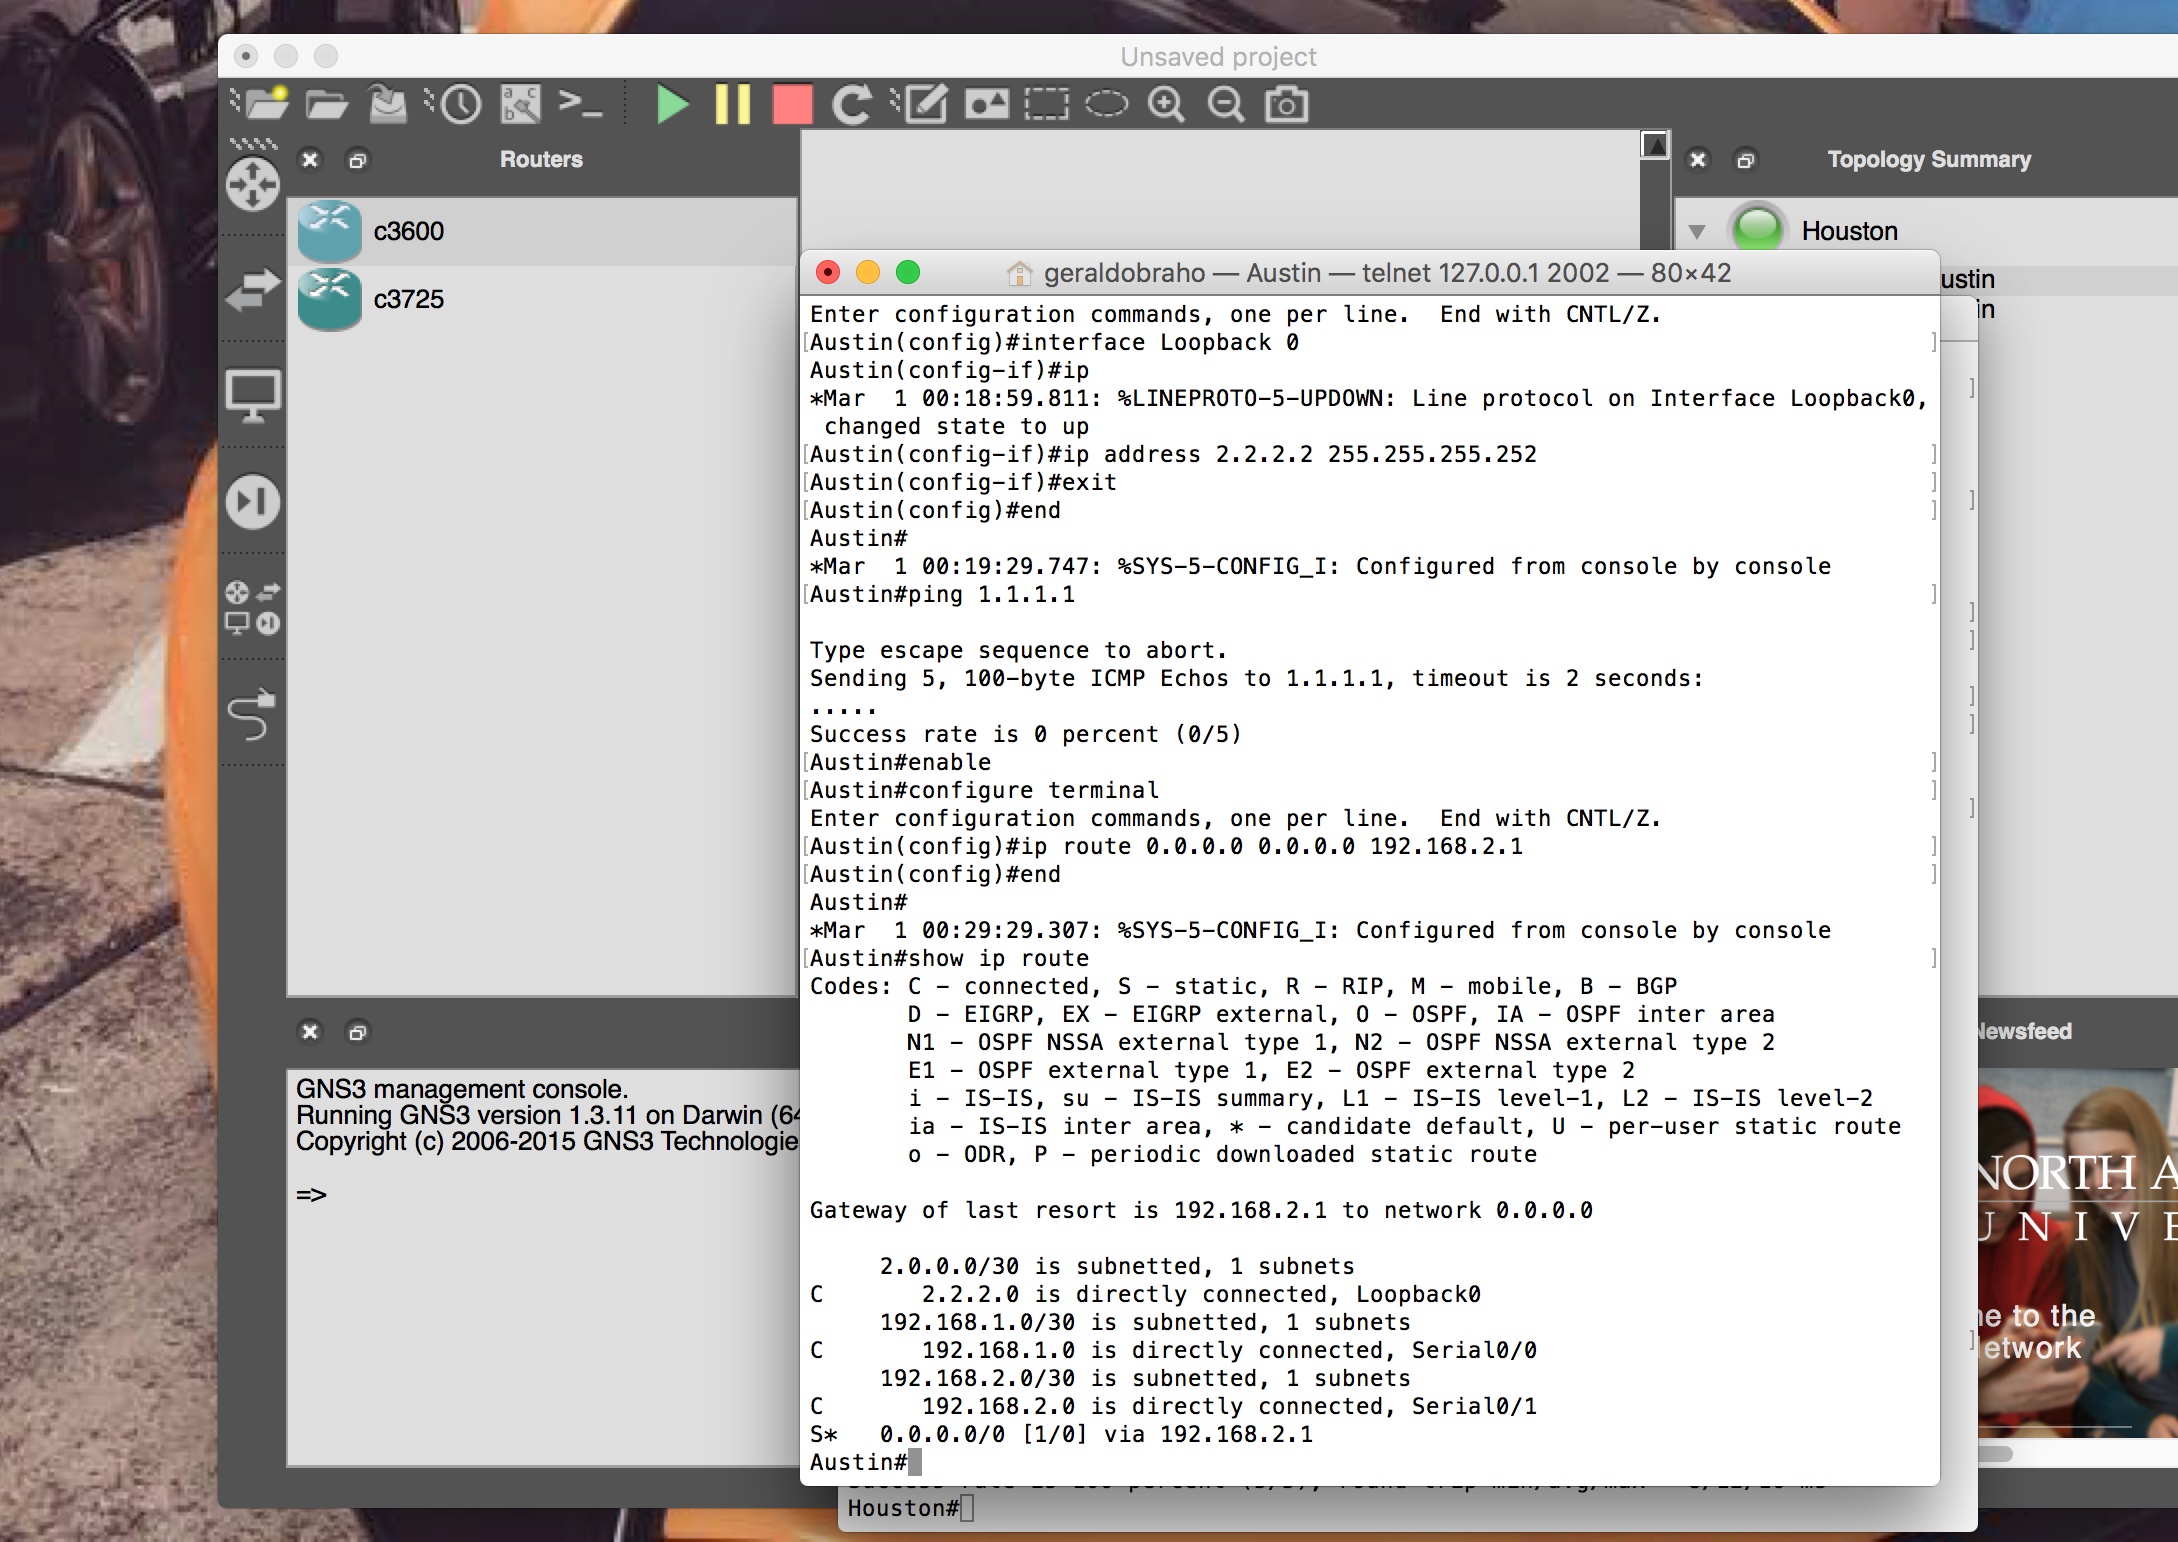 Unsaved project
Routers
c3600
c3725
Topology Summary
Houston
ustin
in
geraldobraho — Austin — telnet 127.0.0.1 2002 — 80×42
Enter configuration commands, one per line.  End with CNTL/Z.
Austin(config)#interface Loopback 0
Austin(config-if)#ip
*Mar  1 00:18:59.811: %LINEPROTO-5-UPDOWN: Line protocol on Interface Loopback0,
 changed state to up
Austin(config-if)#ip address 2.2.2.2 255.255.255.252
Austin(config-if)#exit
Austin(config)#end
Austin#
*Mar  1 00:19:29.747: %SYS-5-CONFIG_I: Configured from console by console
Austin#ping 1.1.1.1
Type escape sequence to abort.
Sending 5, 100-byte ICMP Echos to 1.1.1.1, timeout is 2 seconds:
.....
Success rate is 0 percent (0/5)
Austin#enable
Austin#configure terminal
Enter configuration commands, one per line.  End with CNTL/Z.
Austin(config)#ip route 0.0.0.0 0.0.0.0 192.168.2.1
Austin(config)#end
Austin#
*Mar  1 00:29:29.307: %SYS-5-CONFIG_I: Configured from console by console
Austin#show ip route
Codes: C - connected, S - static, R - RIP, M - mobile, B - BGP
       D - EIGRP, EX - EIGRP external, O - OSPF, IA - OSPF inter area
       N1 - OSPF NSSA external type 1, N2 - OSPF NSSA external type 2
       E1 - OSPF external type 1, E2 - OSPF external type 2
       i - IS-IS, su - IS-IS summary, L1 - IS-IS level-1, L2 - IS-IS level-2
       ia - IS-IS inter area, * - candidate default, U - per-user static route
       o - ODR, P - periodic downloaded static route
Gateway of last resort is 192.168.2.1 to network 0.0.0.0
     2.0.0.0/30 is subnetted, 1 subnets
C       2.2.2.0 is directly connected, Loopback0
     192.168.1.0/30 is subnetted, 1 subnets
C       192.168.1.0 is directly connected, Serial0/0
     192.168.2.0/30 is subnetted, 1 subnets
C       192.168.2.0 is directly connected, Serial0/1
S*   0.0.0.0/0 [1/0] via 192.168.2.1
Austin#
Houston#
GNS3 management console.
Running GNS3 version 1.3.11 on Darwin (64
Copyright (c) 2006-2015 GNS3 Technologie
=>
Newsfeed
NORTH A
UNIVE
ne to the
etwork